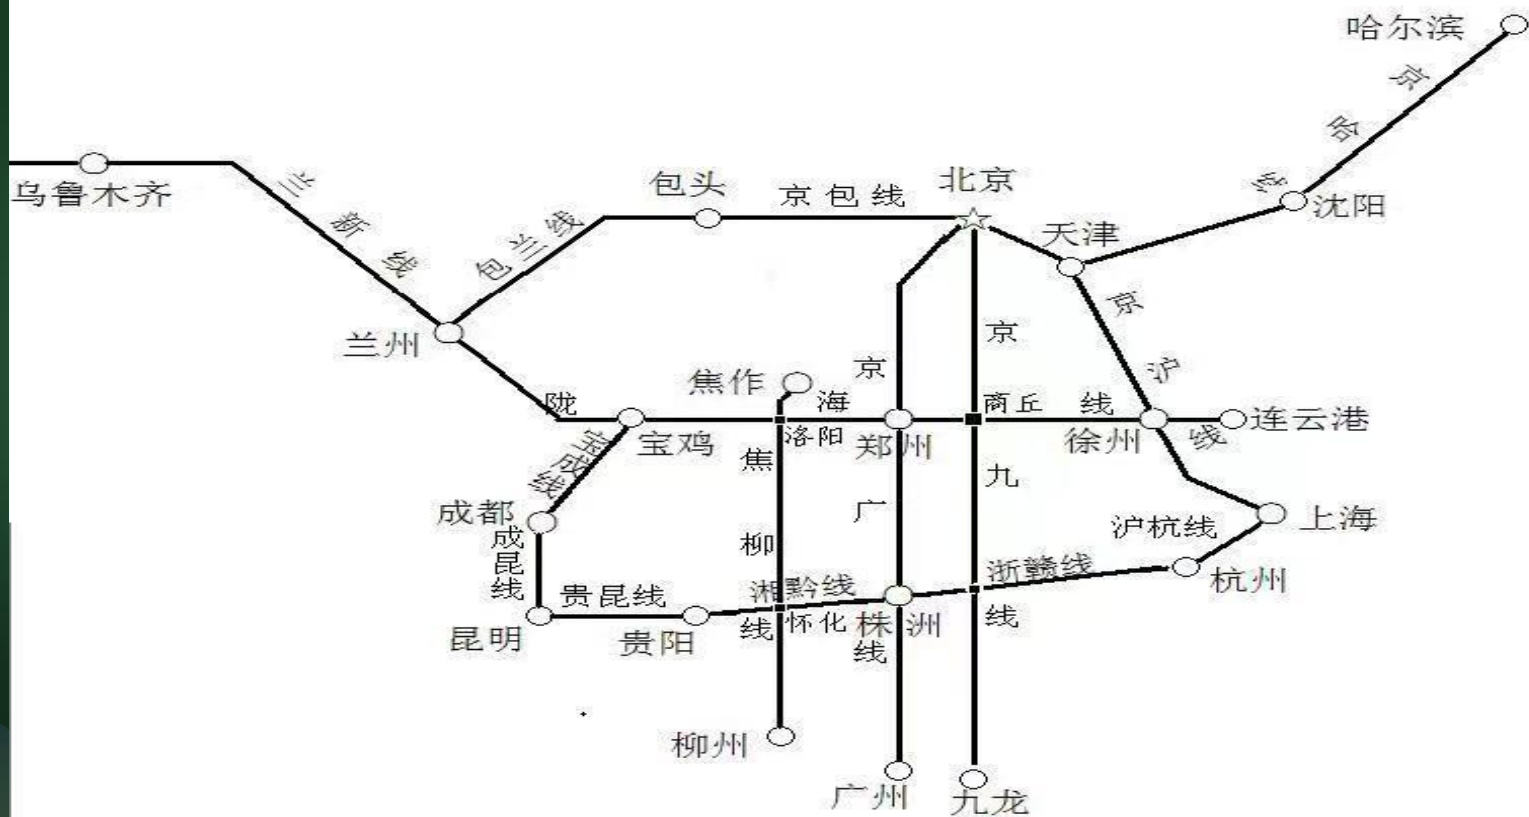 哈尔滨
京哈线
乌鲁木齐
兰新线
包头
京包线
北京
沈阳
天津
包兰线
兰州
京沪线
焦作
陇海线
京广线
京九线
商丘
连云港
宝鸡
洛阳
郑州
徐州
宝成线
焦柳线
成都
上海
成昆线
沪杭线
贵昆线
湘黔线
浙赣线
杭州
昆明
贵阳
怀化
株洲
柳州
广州
九龙